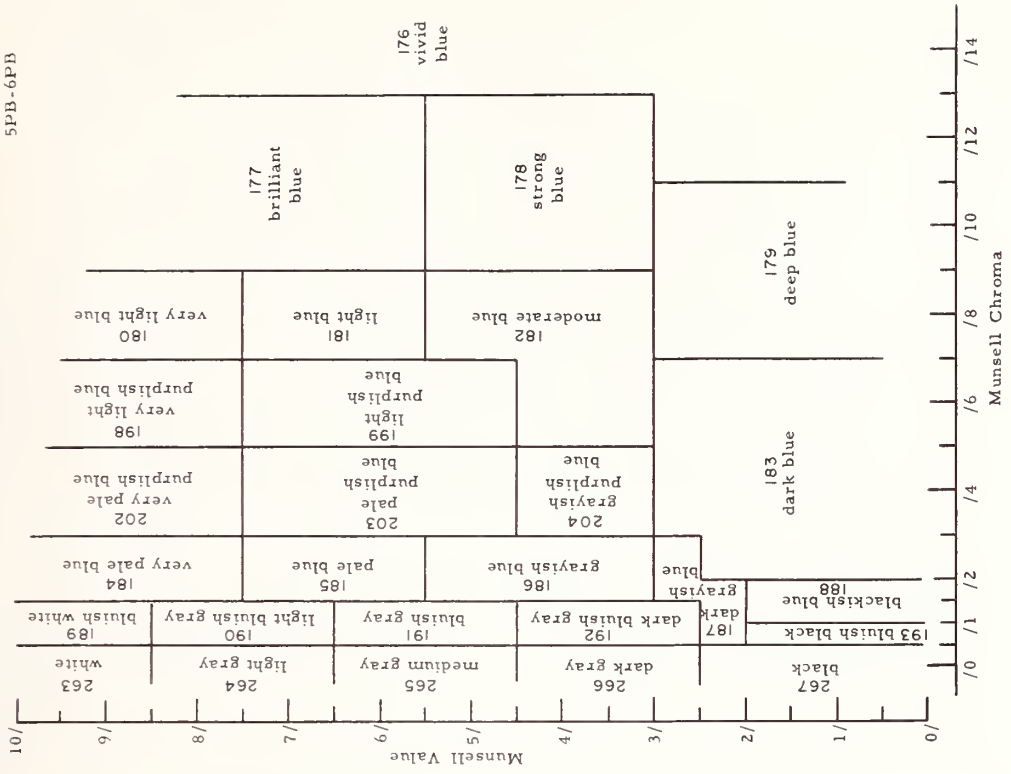 5PB-6PB
176
vivid
blue
177
brilliant
blue
178
strong
blue
179
deep blue
180
very light blue
181
light blue
182
moderate blue
183
dark blue
198
very light
purplish blue
199
light
purplish
blue
202
very pale
purplish blue
203
pale
purplish
blue
204
grayish
purplish
blue
184
very pale blue
185
pale blue
186
grayish blue
187
dark
grayish
blue
188
blackish blue
189
bluish white
190
light bluish gray
191
bluish gray
192
dark bluish gray
193 bluish black
263
white
264
light gray
265
medium gray
266
dark gray
267
black
10/
9/
8/
7/
6/
5/
4/
3/
2/
1/
0/
Munsell Value
/0
/1
/2
/4
/6
/8
/10
/12
/14
Munsell Chroma